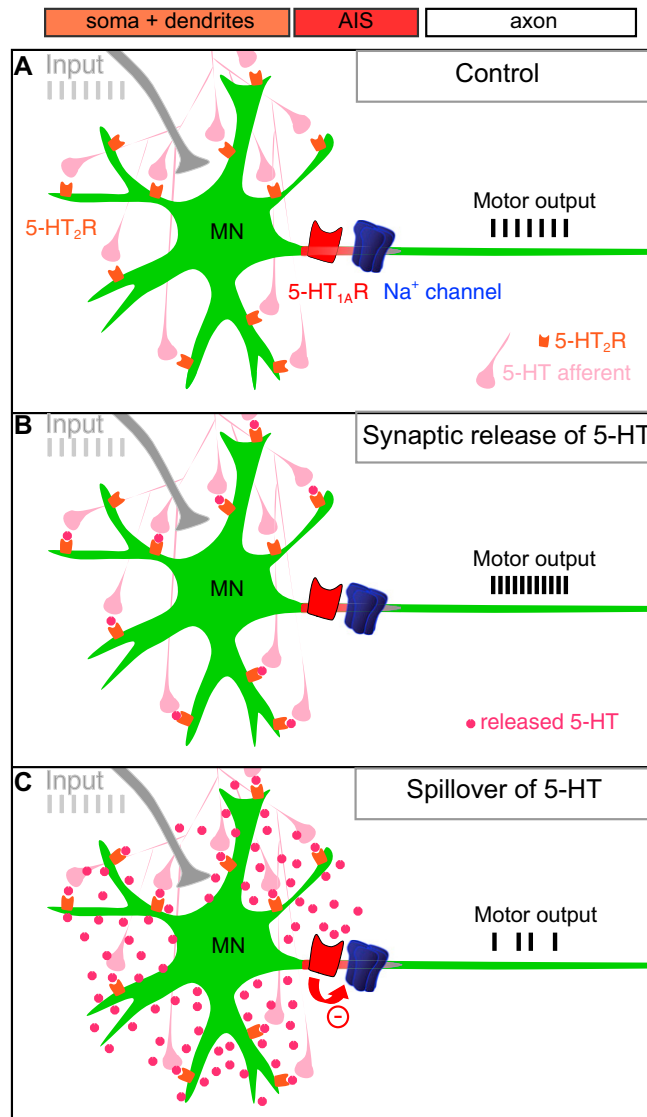 soma + dendrites AIS axon
A Input Control
5-HT₂R MN Motor output
5-HT₁ₐR Na⁺ channel
5-HT₂R
5-HT afferent
B Input Synaptic release of 5-HT
MN Motor output
released 5-HT
C Input Spillover of 5-HT
MN Motor output
-